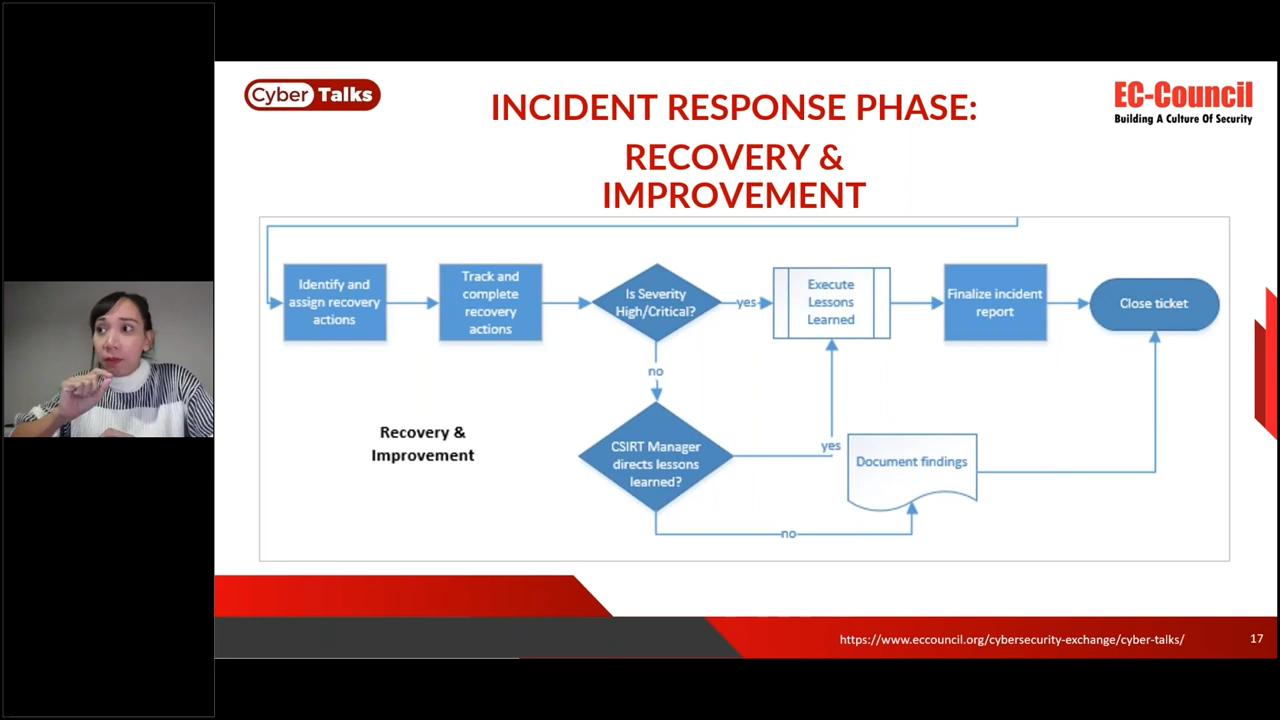 Cyber Talks
EC-Council
Building A Culture Of Security
INCIDENT RESPONSE PHASE:
RECOVERY &
IMPROVEMENT
Identify and
assign recovery
actions
Track and
complete
recovery
actions
Is Severity
High/Critical?
yes
Execute
Lessons
Learned
Finalize incident
report
Close ticket
no
CSIRT Manager
directs lessons
learned?
yes
Document findings
no
Recovery &
Improvement
https://www.eccouncil.org/cybersecurity-exchange/cyber-talks/
17